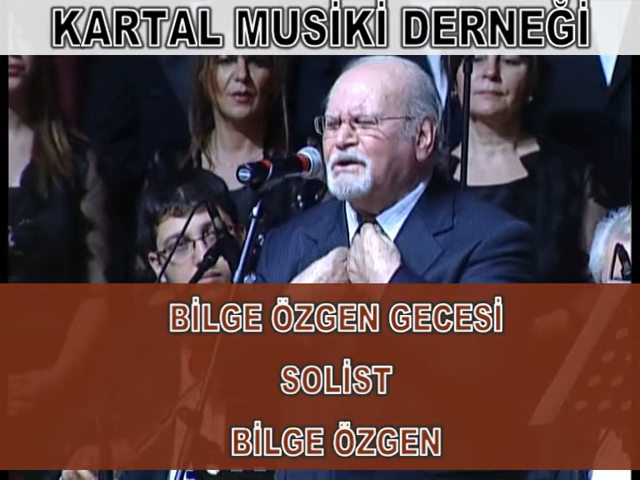 KARTAL MUSİKİ DERNEĞİ
BİLGE ÖZGEN GECESİ
SOLİST
BİLGE ÖZGEN